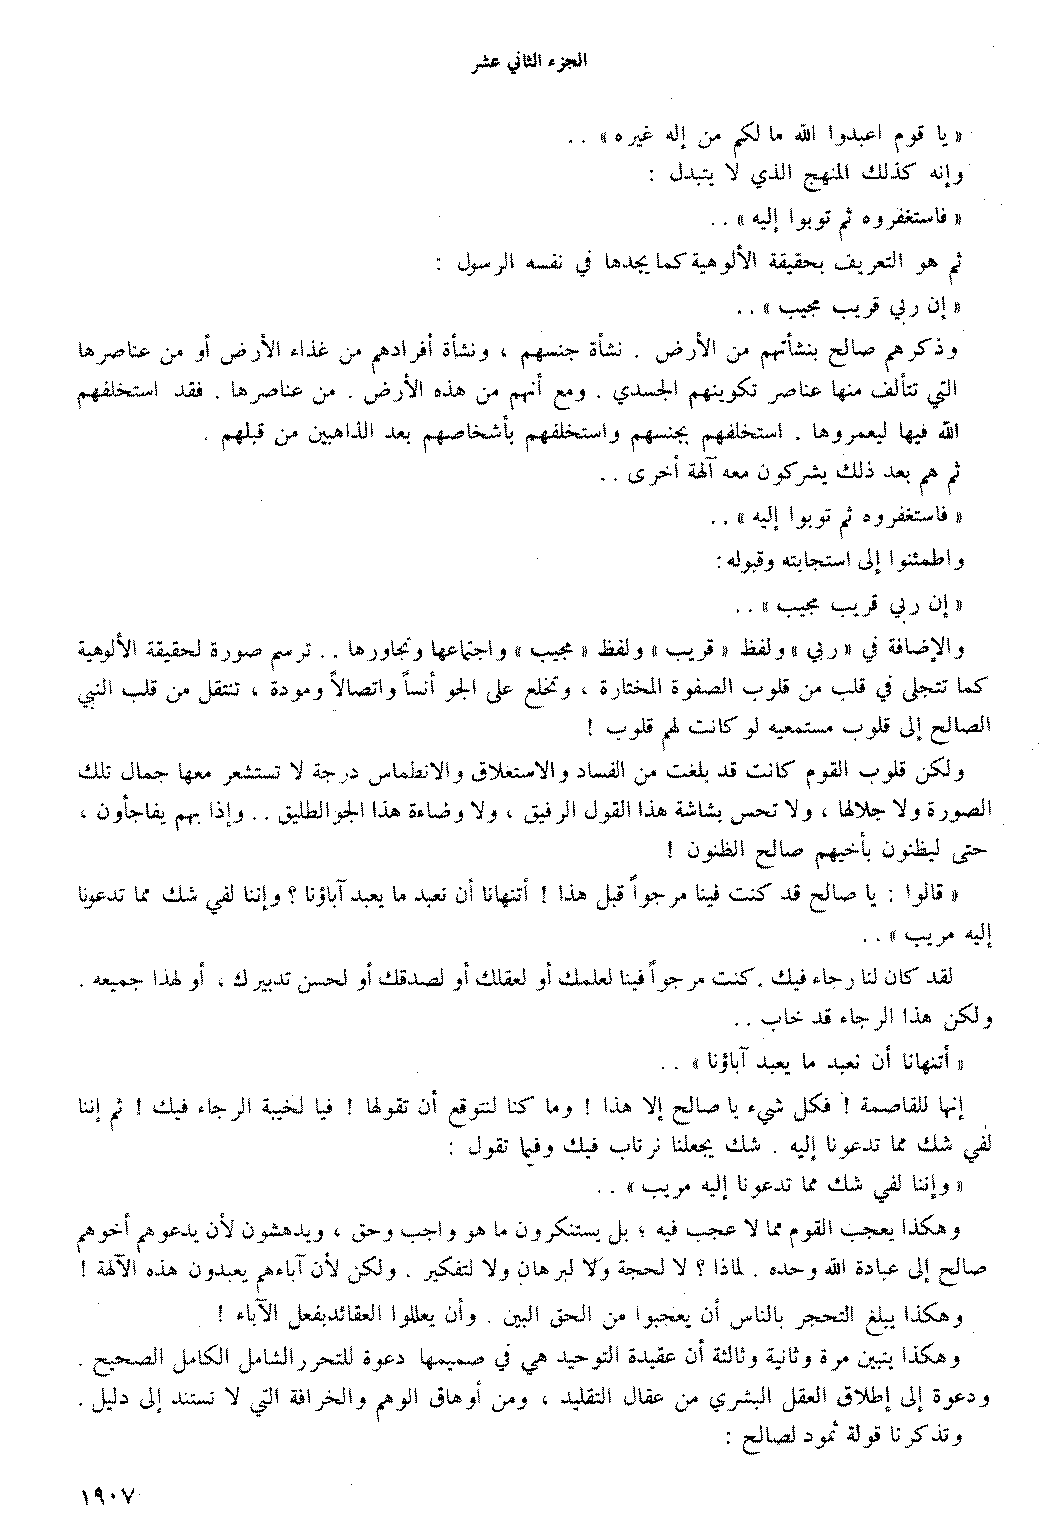 الجزء الثاني عشر
« يا قوم اعبدوا الله ما لكم من إله غيره » . .
وإنه كذلك المنهج الذي لا يتبدل :
« فاستغفروه ثم توبوا إليه » . .
ثم هو التعريف بحقيقة الألوهية كما يجدها في نفسه الرسول :
« إن ربي قريب مجيب » . .
وذكرهم صالح بنشأتهم من الأرض . نشأة جنسهم ، ونشأة أفرادهم من غذاء الأرض أو من عناصرها
التي تتألف منها عناصر تكوينهم الجسدي . ومع أنهم من هذه الأرض . من عناصرها . فقد استخلفهم
الله فيها ليعمروها . استخلفهم بجنسهم واستخلفهم بأشخاصهم بعد الذاهبين من قبلهم .
ثم هم بعد ذلك يشركون معه آلهة أخرى . .
« فاستغفروه ثم توبوا إليه » . .
واطمئنوا إلى استجابته وقبوله :
« إن ربي قريب مجيب » . .
والإضافة في « ربي » ولفظ « قريب » ولفظ « مجيب » واجتماعها وتجاورها . . ترسم صورة لحقيقة الألوهية
كما تتجلى في قلب من قلوب الصفوة المختارة ، وتخلع على الجو أنساً واتصالاً ومودة ، تنتقل من قلب النبي
الصالح إلى قلوب مستمعيه لو كانت لهم قلوب !
ولكن قلوب القوم كانت قد بلغت من الفساد والاستغلاق والانطماس درجة لا تستشعر معها جمال تلك
الصورة ولا جلالها ، ولا تحس بشاشة هذا القول الرفيق ، ولا وضاءة هذا الجو الطليق . . وإذا بهم يفاجأون ،
حتى ليظنون بأخيهم صالح الظنون !
« قالوا : يا صالح قد كنت فينا مرجواً قبل هذا ! أتنهانا أن نعبد ما يعبد آباؤنا ؟ وإننا لفي شك مما تدعونا
إليه مريب » . .
لقد كان لنا رجاء فيك . كنت مرجواً فينا لعلمك أو لعقلك أو لصدقك أو لحسن تدبيرك ، أو لهذا جميعه .
ولكن هذا الرجاء قد خاب . .
« أتنهانا أن نعبد ما يعبد آباؤنا » . .
إنها للقاصمة ! فكل شيء يا صالح إلا هذا ! وما كنا لنتوقع أن تقولها ! فيا لخيبة الرجاء فيك ! ثم إننا
لفي شك مما تدعونا إليه . شك يجعلنا نرتاب فيك وفيما تقول :
« وإننا لفي شك مما تدعونا إليه مريب » . .
وهكذا يعجب القوم مما لا عجب فيه ؛ بل يستنكرون ما هو واجب وحق ، ويدهشون لأن يدعوهم أخوهم
صالح إلى عبادة الله وحده . لماذا ؟ لا لحجة ولا لبرهان ولا لتفكير . ولكن لأن آباءهم يعبدون هذه الآلهة !
وهكذا يبلغ التحجر بالناس أن يعجبوا من الحق البين . وأن يعللوا العقائد بفعل الآباء !
وهكذا يتبين مرة وثانية وثالثة أن عقيدة التوحيد هي في صميمها دعوة للتحرر الشامل الكامل الصحيح .
ودعوة إلى إطلاق العقل البشري من عقال التقليد ، ومن أوهاق الوهم والخرافة التي لا تستند إلى دليل .
وتذكرنا قولة ثمود لصالح :
١٩٠٧